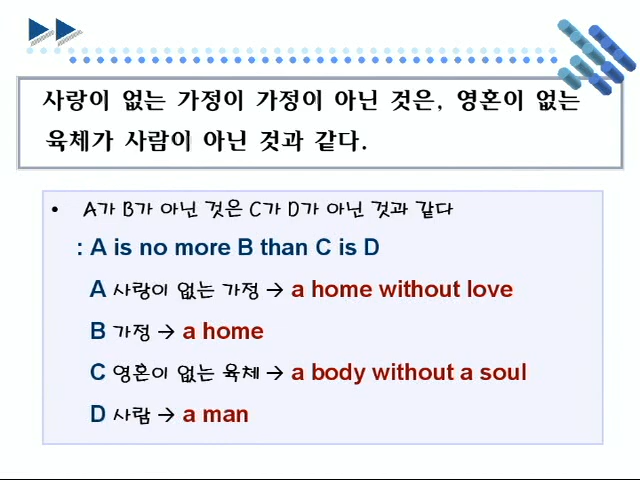 사랑이 없는 가정이 가정이 아닌 것은, 영혼이 없는
육체가 사람이 아닌 것과 같다.
• A가 B가 아닌 것은 C가 D가 아닌 것과 같다
: A is no more B than C is D
A 사랑이 없는 가정 → a home without love
B 가정 → a home
C 영혼이 없는 육체 → a body without a soul
D 사람 → a man